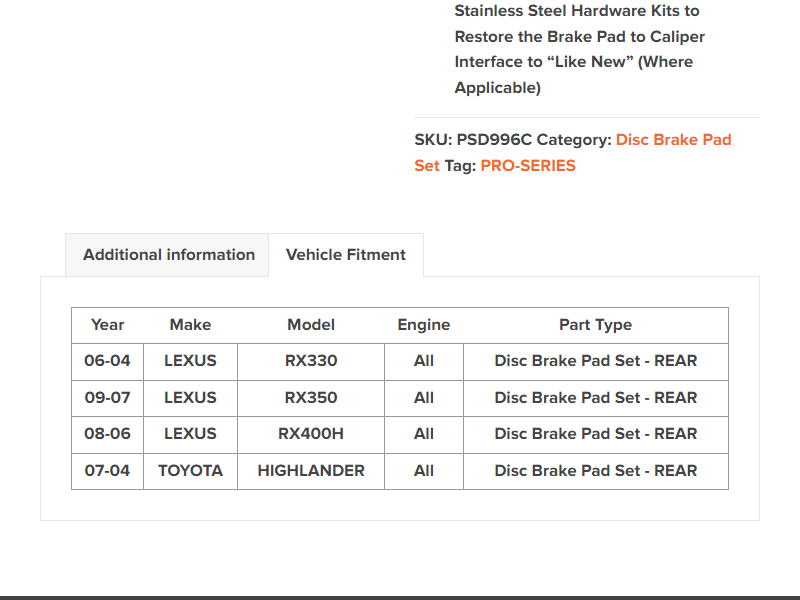 Stainless Steel Hardware Kits to
Restore the Brake Pad to Caliper
Interface to “Like New” (Where
Applicable)
SKU: PSD996C Category: Disc Brake Pad
Set Tag: PRO-SERIES
Additional information Vehicle Fitment
Year Make Model Engine Part Type
06-04 LEXUS RX330 All Disc Brake Pad Set - REAR
09-07 LEXUS RX350 All Disc Brake Pad Set - REAR
08-06 LEXUS RX400H All Disc Brake Pad Set - REAR
07-04 TOYOTA HIGHLANDER All Disc Brake Pad Set - REAR